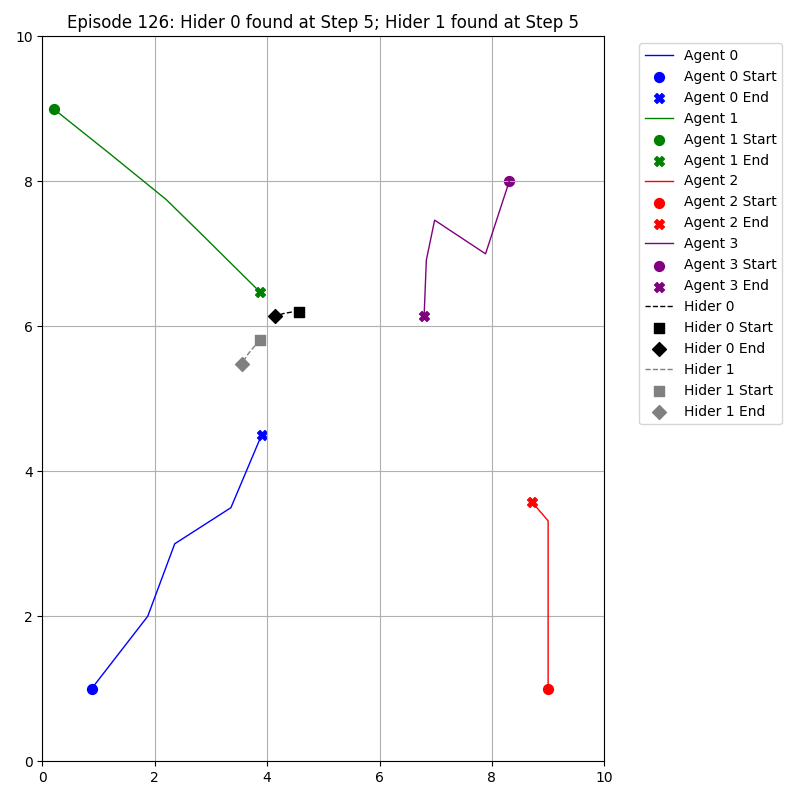 Episode 126: Hider 0 found at Step 5; Hider 1 found at Step 5
10
8
6
4
2
0
0 2 4 6 8 10
Agent 0
Agent 0 Start
Agent 0 End
Agent 1
Agent 1 Start
Agent 1 End
Agent 2
Agent 2 Start
Agent 2 End
Agent 3
Agent 3 Start
Agent 3 End
Hider 0
Hider 0 Start
Hider 0 End
Hider 1
Hider 1 Start
Hider 1 End